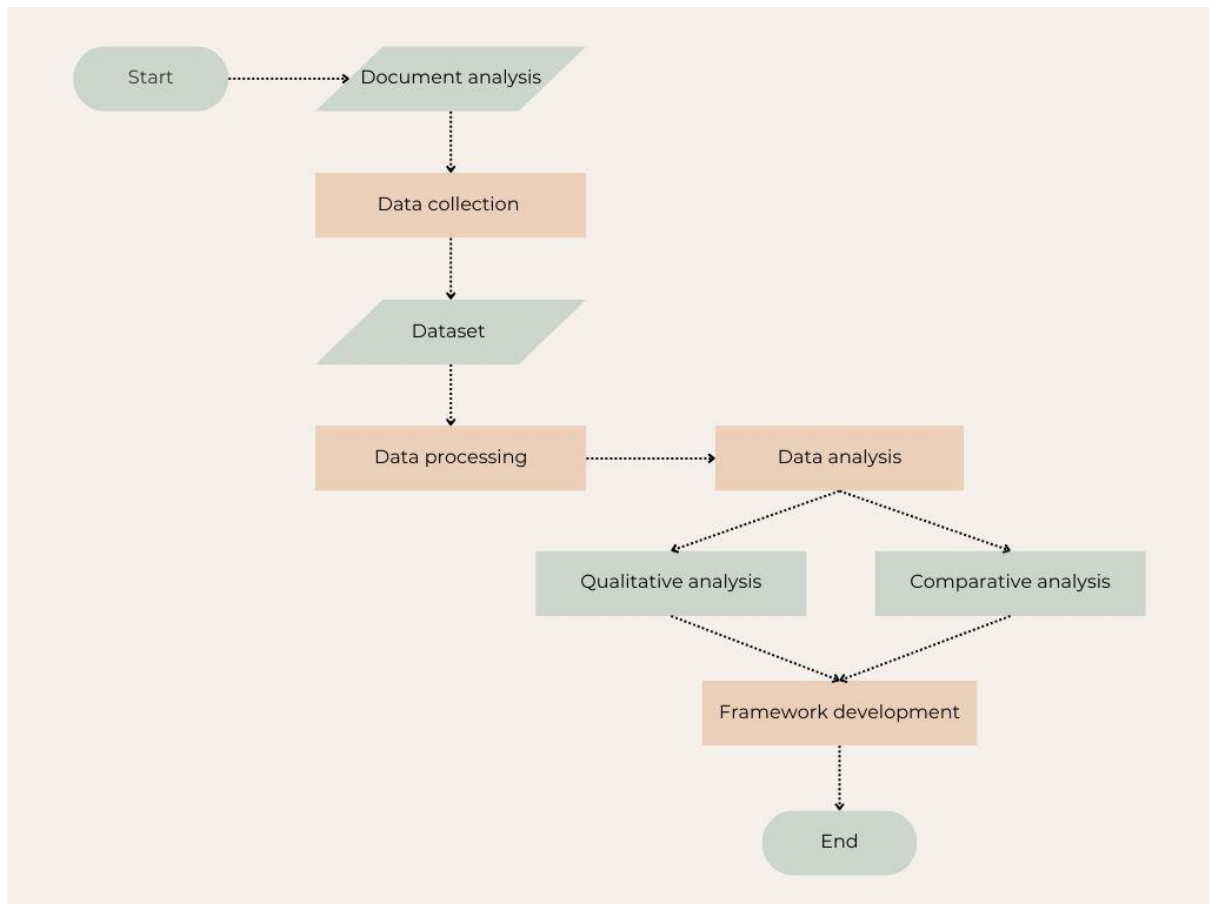 Start
Document analysis
Data collection
Dataset
Data processing
Data analysis
Qualitative analysis
Comparative analysis
Framework development
End